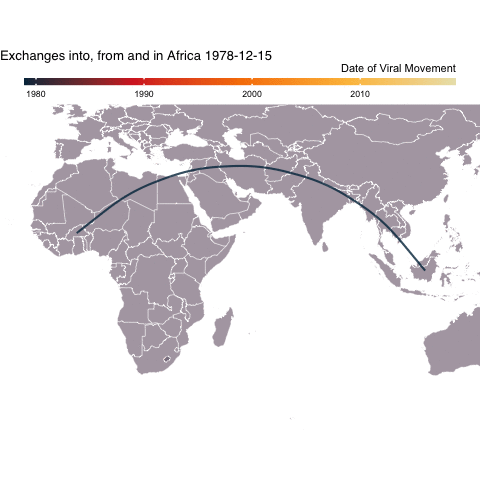 Exchanges into, from and in Africa 1978-12-15
Date of Viral Movement
1980 1990 2000 2010